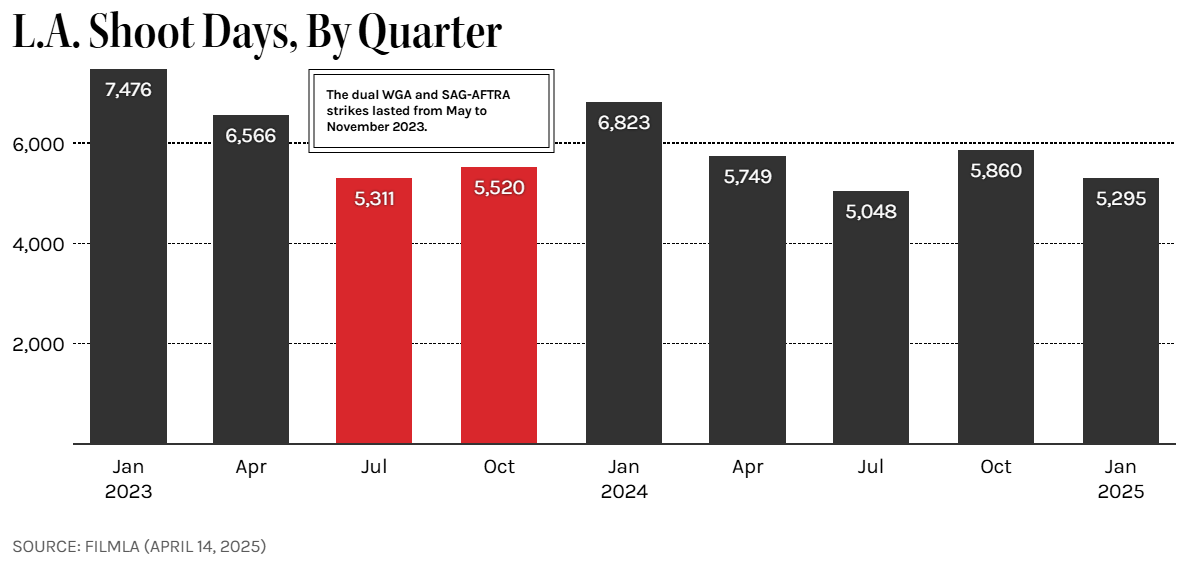 L.A. Shoot Days, By Quarter
7,476
The dual WGA and SAG-AFTRA
strikes lasted from May to
November 2023.
6,823
6,566
6,000
5,311
5,520
5,749
5,048
5,860
5,295
4,000
2,000
Jan Apr Jul Oct Jan Apr Jul Oct Jan
2023 2024 2025
SOURCE: FILMLA (APRIL 14, 2025)